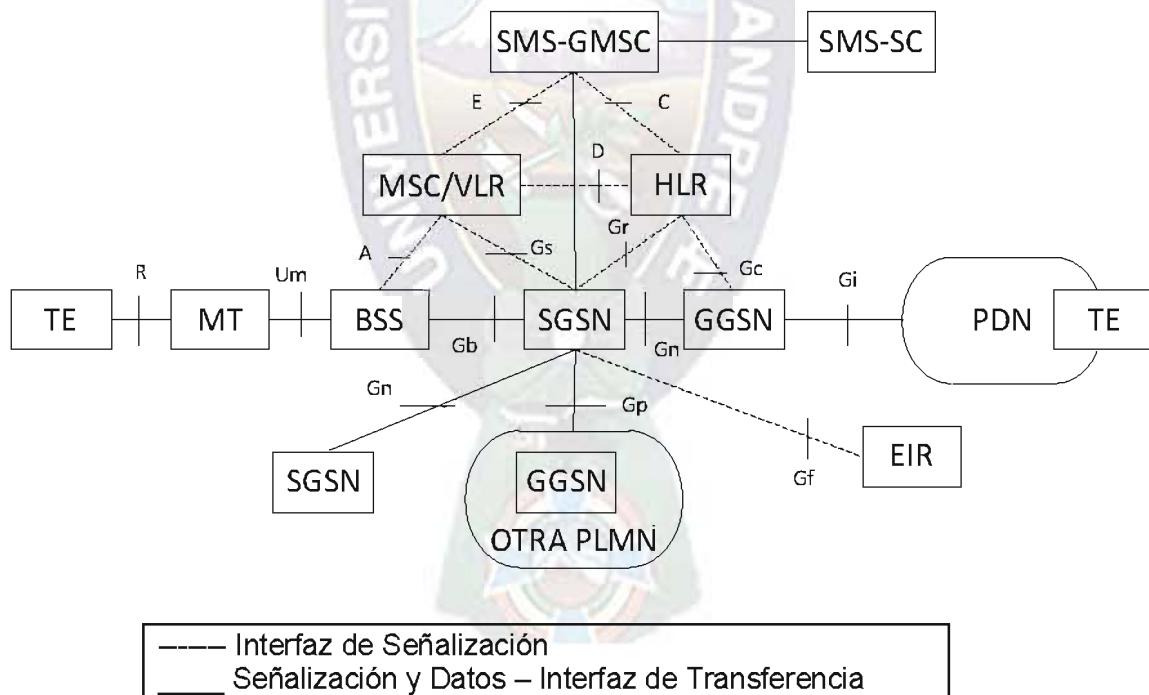 SMS-GMSC SMS-SC
E C
D
MSC/VLR HLR
A Gs Gr Gc
R Um Gi
TE MT BSS SGSN GGSN PDN TE
Gb Gn
Gn Gp
SGSN GGSN EIR
Gf
OTRA PLMN
UNIVERSIT ANDRE
------ Interfaz de Señalización
____ Señalización y Datos – Interfaz de Transferencia